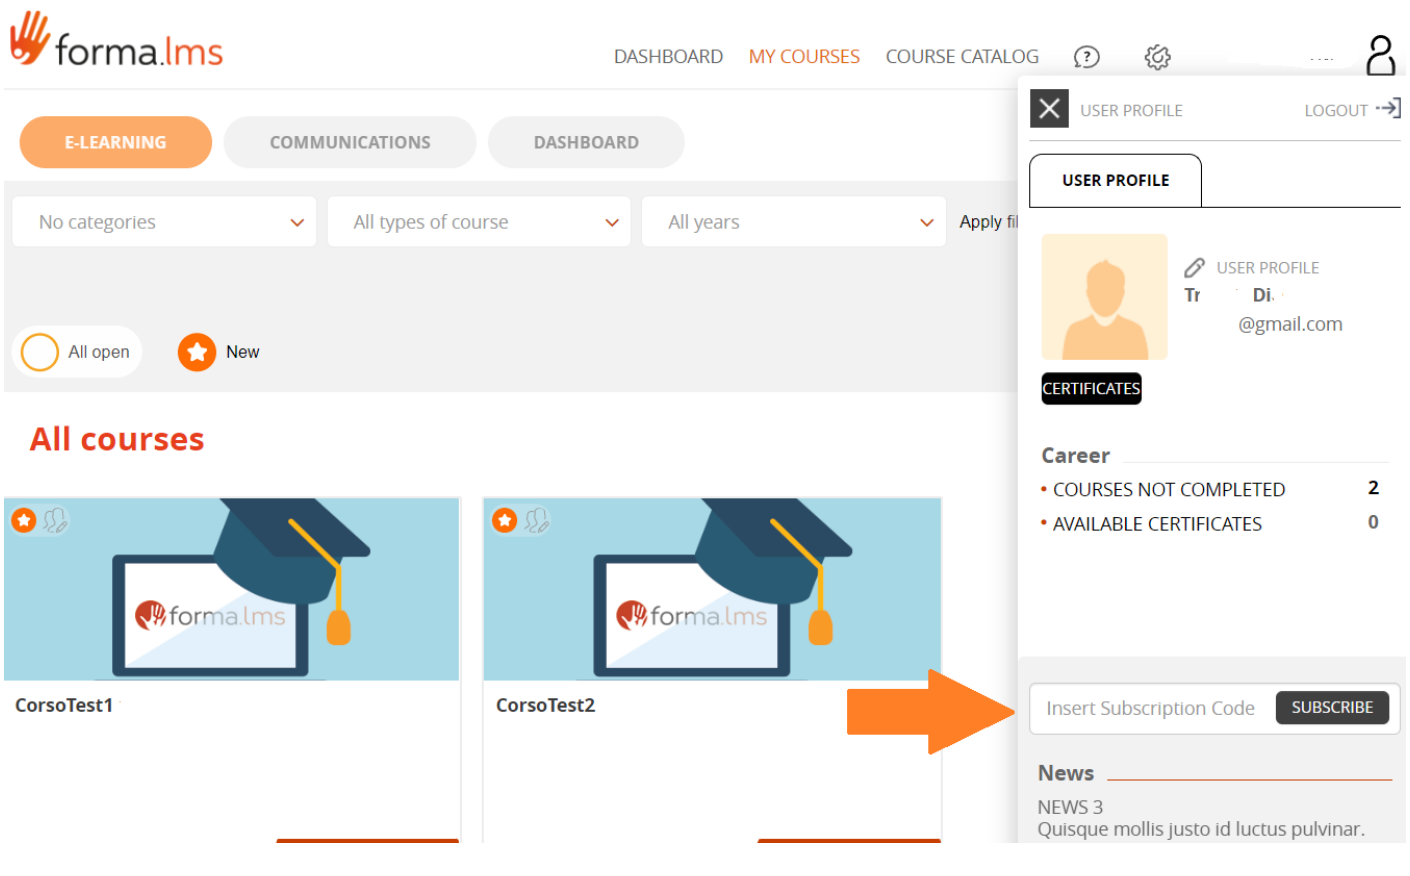 forma.lms
DASHBOARD MY COURSES COURSE CATALOG
USER PROFILE LOGOUT
E-LEARNING COMMUNICATIONS DASHBOARD
USER PROFILE
No categories All types of course All years Apply
USER PROFILE
Tr Di
@gmail.com
All open New
CERTIFICATES
All courses
Career
COURSES NOT COMPLETED 2
AVAILABLE CERTIFICATES 0
forma.lms forma.lms
CorsoTest1 CorsoTest2
Insert Subscription Code SUBSCRIBE
News
NEWS 3
Quisque mollis justo id luctus pulvinar.